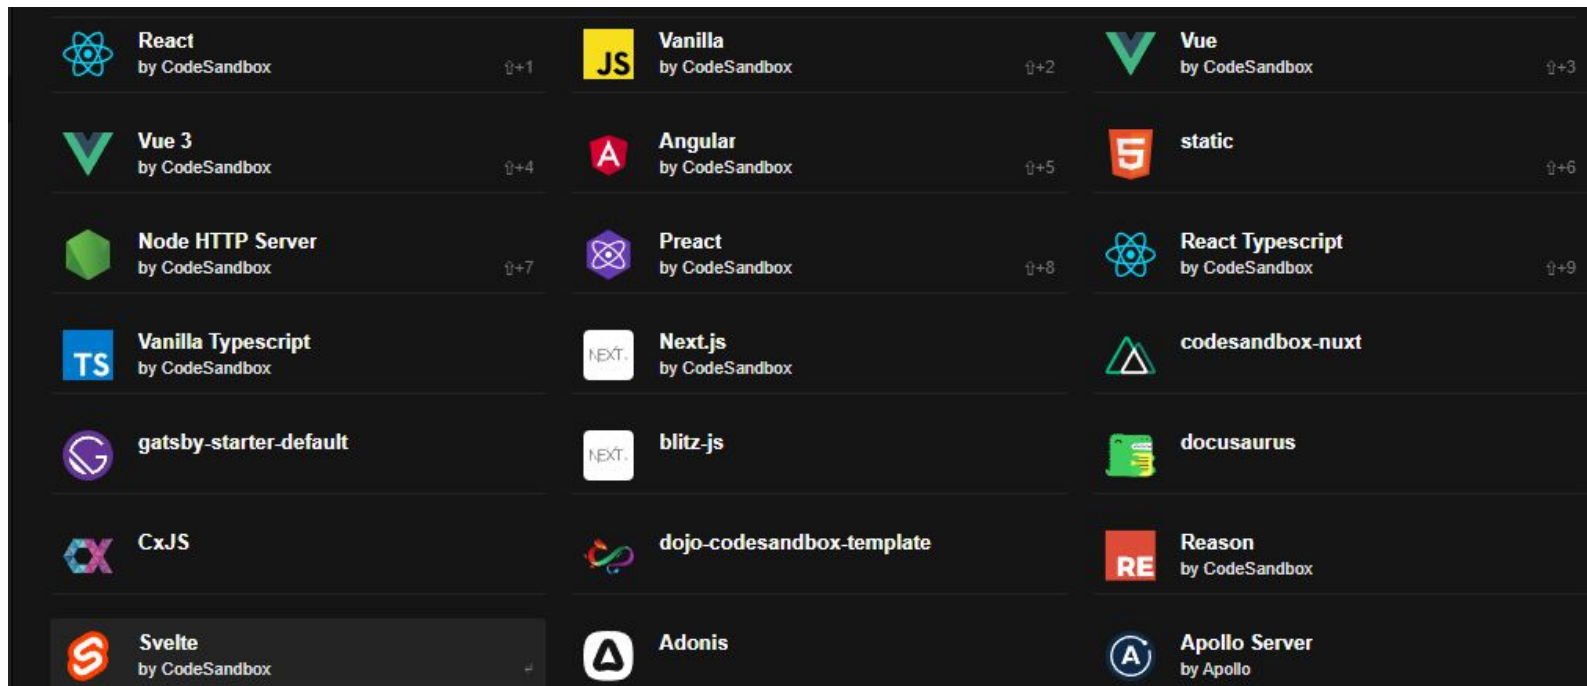 React
by CodeSandbox
⇧+1
JS
Vanilla
by CodeSandbox
⇧+2
Vue
by CodeSandbox
⇧+3
Vue 3
by CodeSandbox
⇧+4
A
Angular
by CodeSandbox
⇧+5
5
static
⇧+6
Node HTTP Server
by CodeSandbox
⇧+7
Preact
by CodeSandbox
⇧+8
React Typescript
by CodeSandbox
⇧+9
TS
Vanilla Typescript
by CodeSandbox
NEXT.
Next.js
by CodeSandbox
codesandbox-nuxt
G
gatsby-starter-default
NEXT.
blitz-js
docusaurus
CX
CxJS
dojo-codesandbox-template
RE
Reason
by CodeSandbox
S
Svelte
by CodeSandbox
↵
Adonis
A
Apollo Server
by Apollo